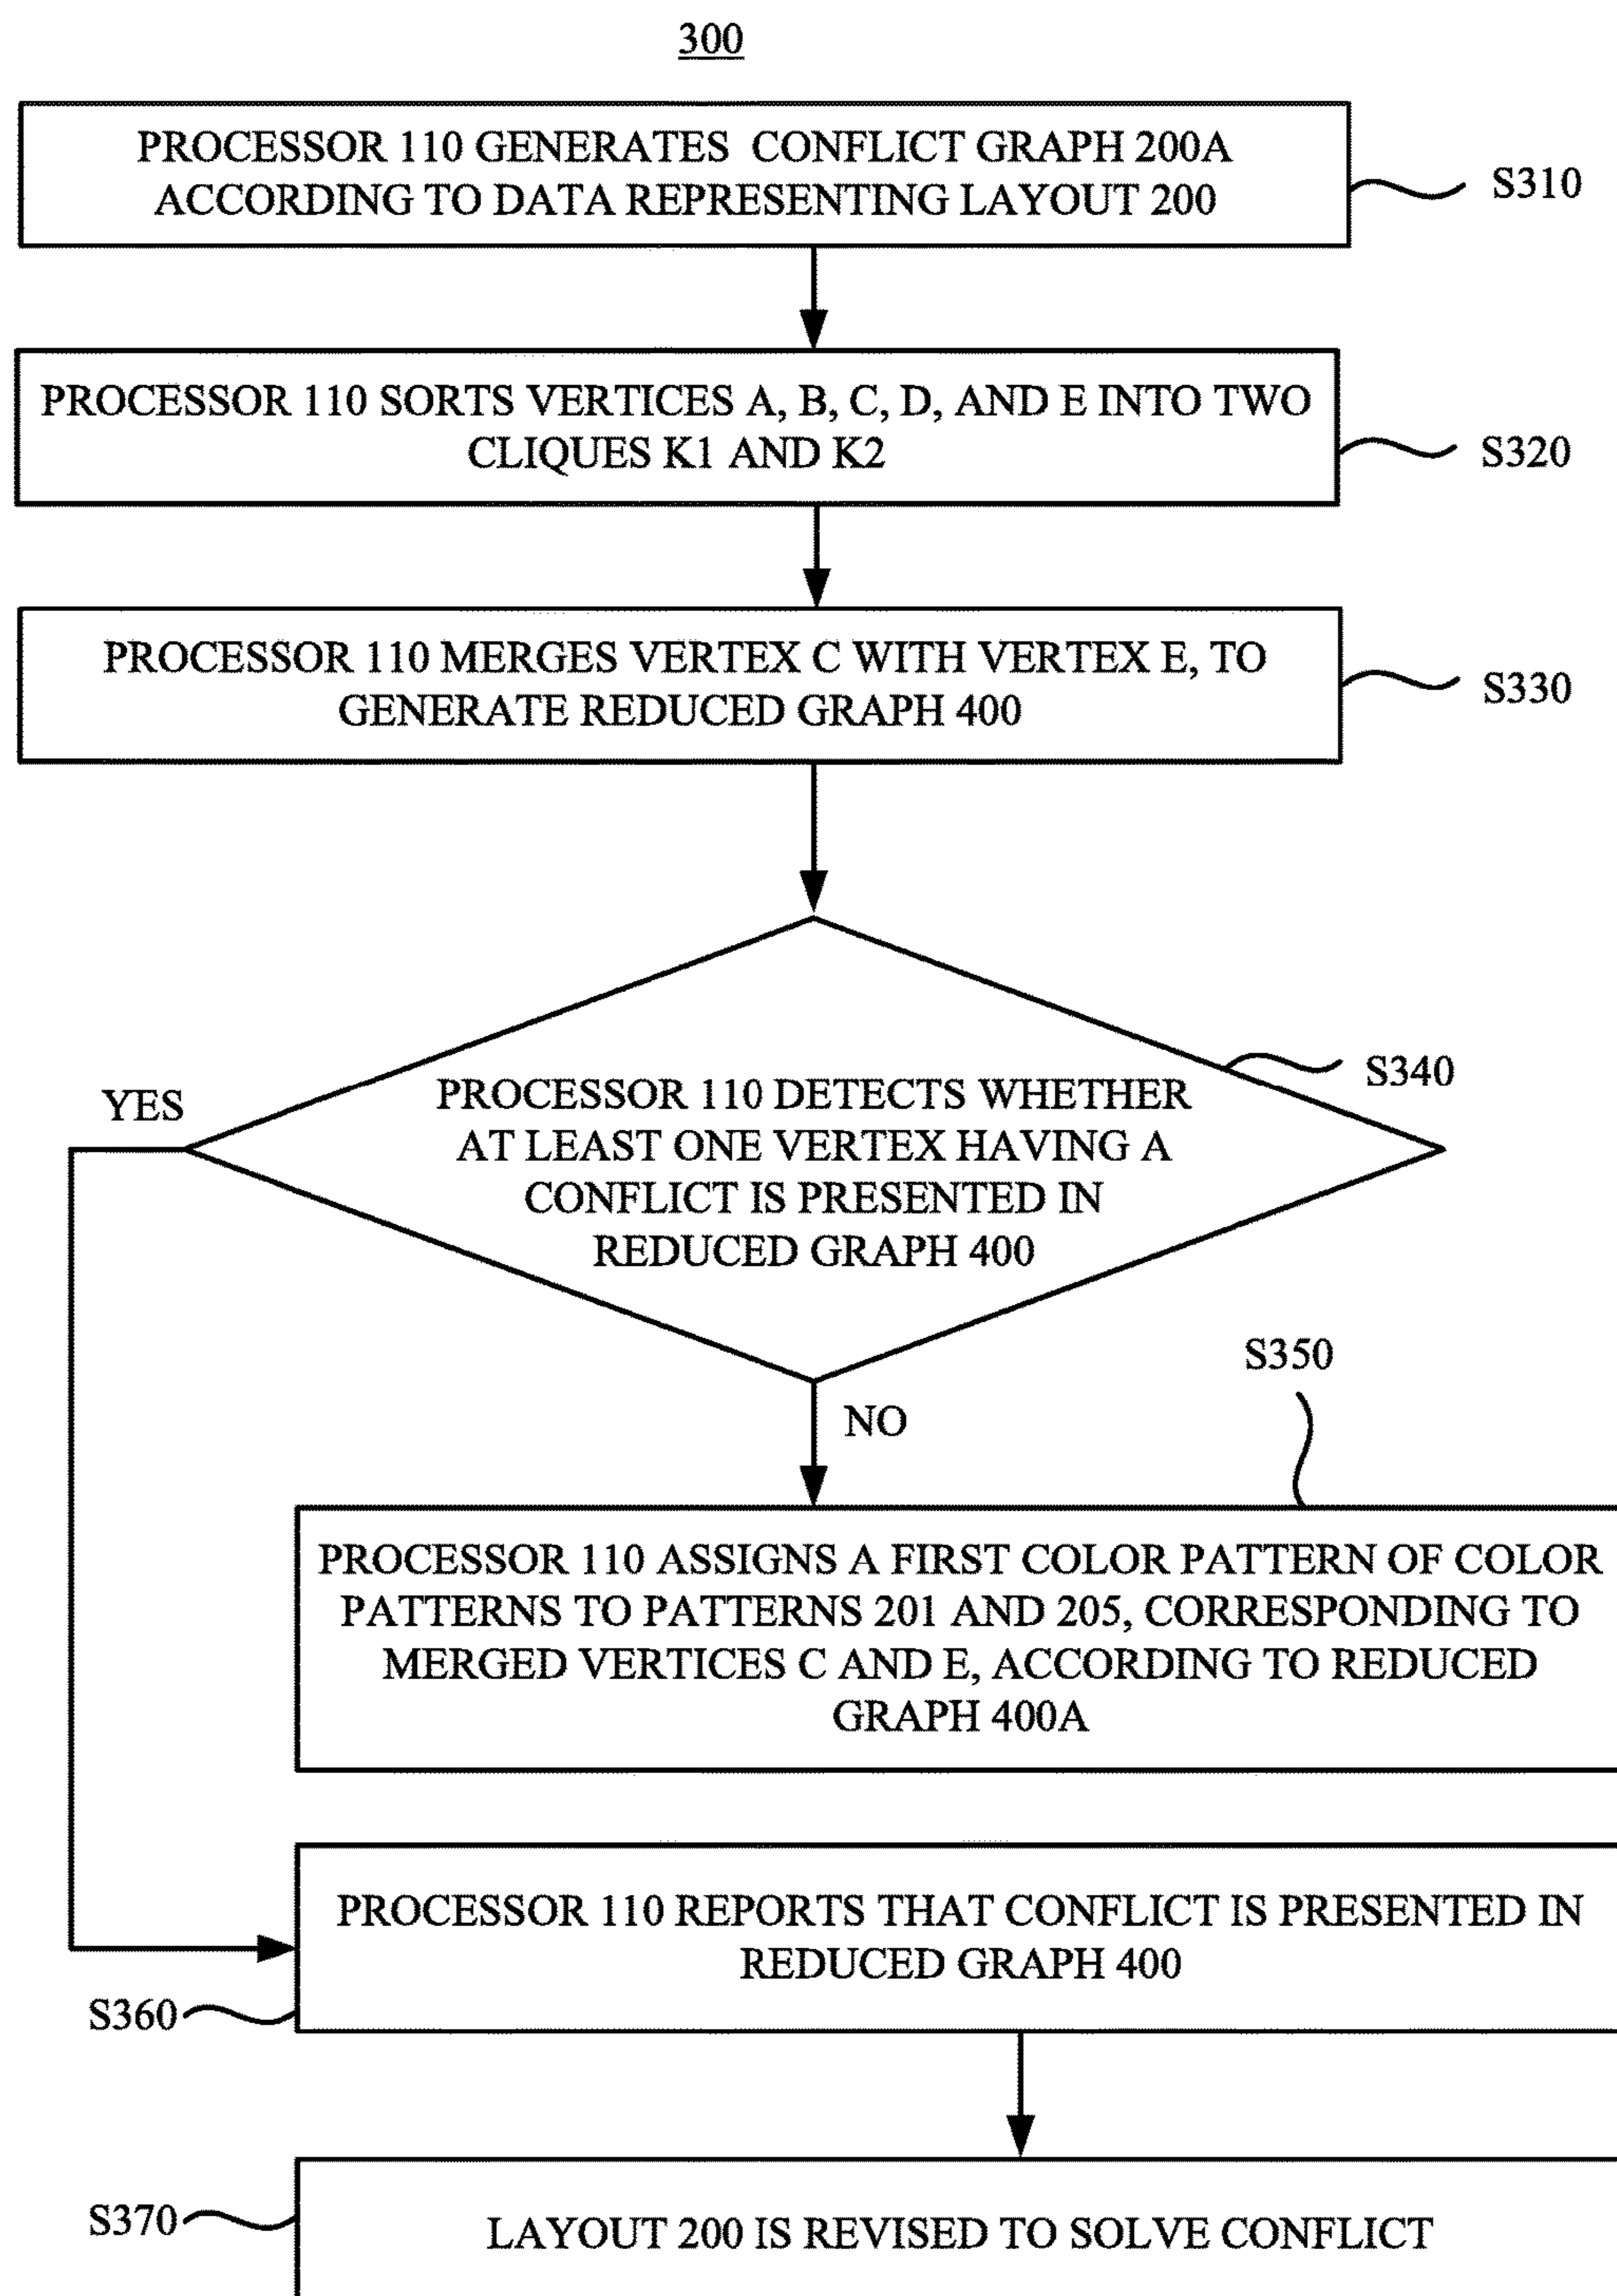 300
PROCESSOR 110 GENERATES CONFLICT GRAPH 200A
ACCORDING TO DATA REPRESENTING LAYOUT 200
S310
PROCESSOR 110 SORTS VERTICES A, B, C, D, AND E INTO TWO
CLIQUES K1 AND K2
S320
PROCESSOR 110 MERGES VERTEX C WITH VERTEX E, TO
GENERATE REDUCED GRAPH 400
S330
S340
YES
PROCESSOR 110 DETECTS WHETHER
AT LEAST ONE VERTEX HAVING A
CONFLICT IS PRESENTED IN
REDUCED GRAPH 400
S350
NO
PROCESSOR 110 ASSIGNS A FIRST COLOR PATTERN OF COLOR
PATTERNS TO PATTERNS 201 AND 205, CORRESPONDING TO
MERGED VERTICES C AND E, ACCORDING TO REDUCED
GRAPH 400A
PROCESSOR 110 REPORTS THAT CONFLICT IS PRESENTED IN
REDUCED GRAPH 400
S360
S370
LAYOUT 200 IS REVISED TO SOLVE CONFLICT